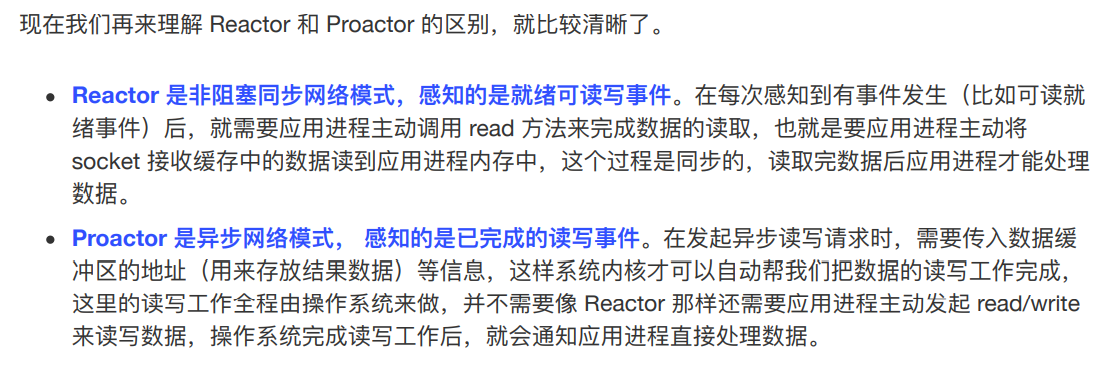 现在我们再来理解 Reactor 和 Proactor 的区别，就比较清晰了。
• Reactor 是非阻塞同步网络模式，感知的是就绪可读写事件。在每次感知到有事件发生（比如可读就
绪事件）后，就需要应用进程主动调用 read 方法来完成数据的读取，也就是要应用进程主动将
socket 接收缓存中的数据读到应用进程内存中，这个过程是同步的，读取完数据后应用进程才能处理
数据。
• Proactor 是异步网络模式， 感知的是已完成的读写事件。在发起异步读写请求时，需要传入数据缓
冲区的地址（用来存放结果数据）等信息，这样系统内核才可以自动帮我们把数据的读写工作完成，
这里的读写工作全程由操作系统来做，并不需要像 Reactor 那样还需要应用进程主动发起 read/write
来读写数据，操作系统完成读写工作后，就会通知应用进程直接处理数据。